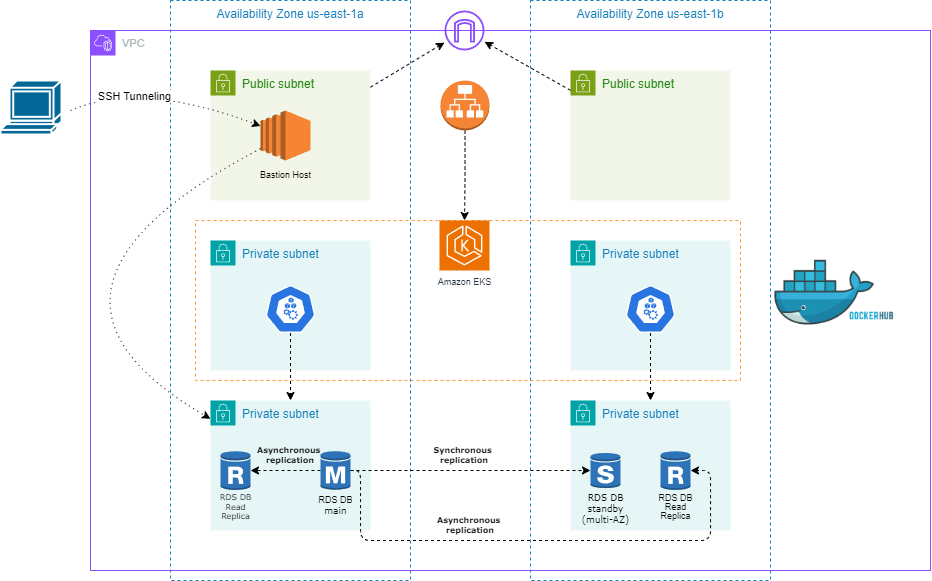 Availability Zone us-east-1a
Availability Zone us-east-1b
VPC
Public subnet
Public subnet
SSH Tunneling
Bastion Host
Private subnet
Private subnet
K
Amazon EKS
DOCKERHUB
Private subnet
Private subnet
Asynchronous
replication
Synchronous
replication
R
M
S
R
RDS DB
Read
Replica
RDS DB
main
RDS DB
standby
(multi-AZ)
RDS DB
Read
Replica
Asynchronous
replication